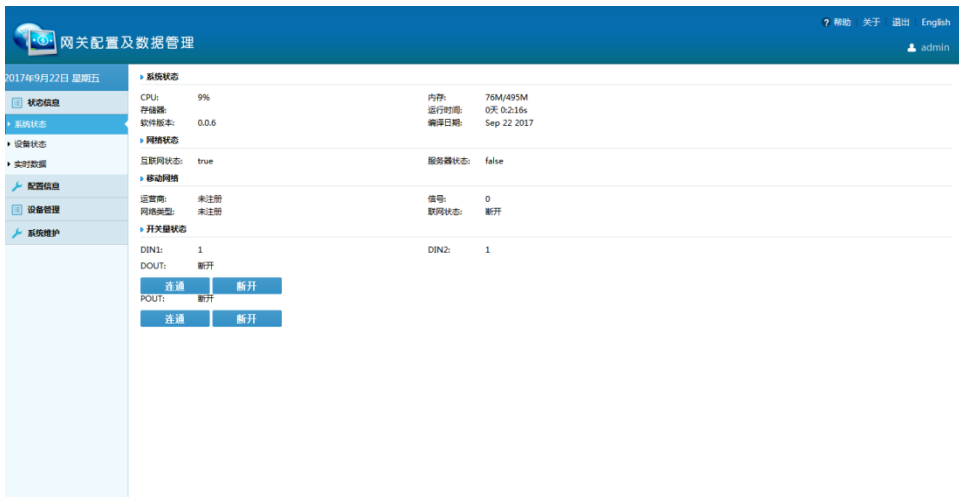 ? 帮助 关于 退出 English
网关配置及数据管理
admin
2017年9月22日 星期五
状态信息
系统状态
设备状态
实时数据
配置信息
设备管理
系统维护
系统状态
CPU: 9% 内存: 76M/495M
存储器: 运行时间: 0天 0:2:16s
软件版本: 0.0.6 编译日期: Sep 22 2017
网络状态
互联网状态: true 服务器状态: false
移动网络
运营商: 未注册 信号: 0
网络类型: 未注册 联网状态: 断开
开关量状态
DIN1: 1 DIN2: 1
DOUT: 断开
连通 断开
POUT: 断开
连通 断开